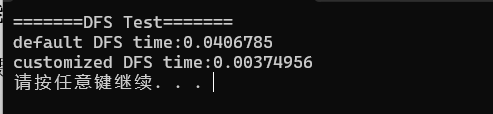 =======DFS Test=======
default DFS time:0.0406785
customized DFS time:0.00374956
请按任意键继续. . .